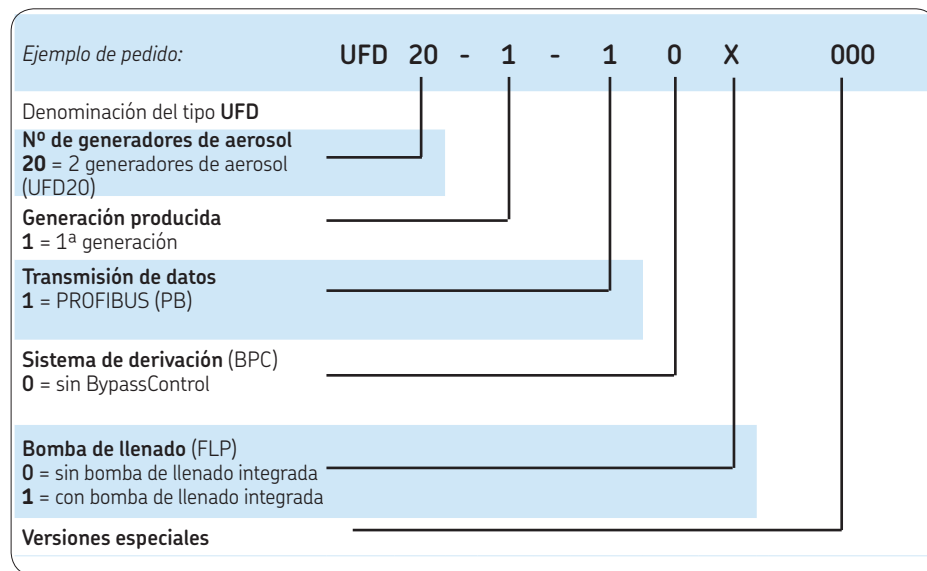 Ejemplo de pedido: UFD 20 - 1 - 1 0 X 000
Denominación del tipo UFD
Nº de generadores de aerosol
20 = 2 generadores de aerosol
(UFD20)
Generación producida
1 = 1ª generación
Transmisión de datos
1 = PROFIBUS (PB)
Sistema de derivación (BPC)
0 = sin BypassControl
Bomba de llenado (FLP)
0 = sin bomba de llenado integrada
1 = con bomba de llenado integrada
Versiones especiales